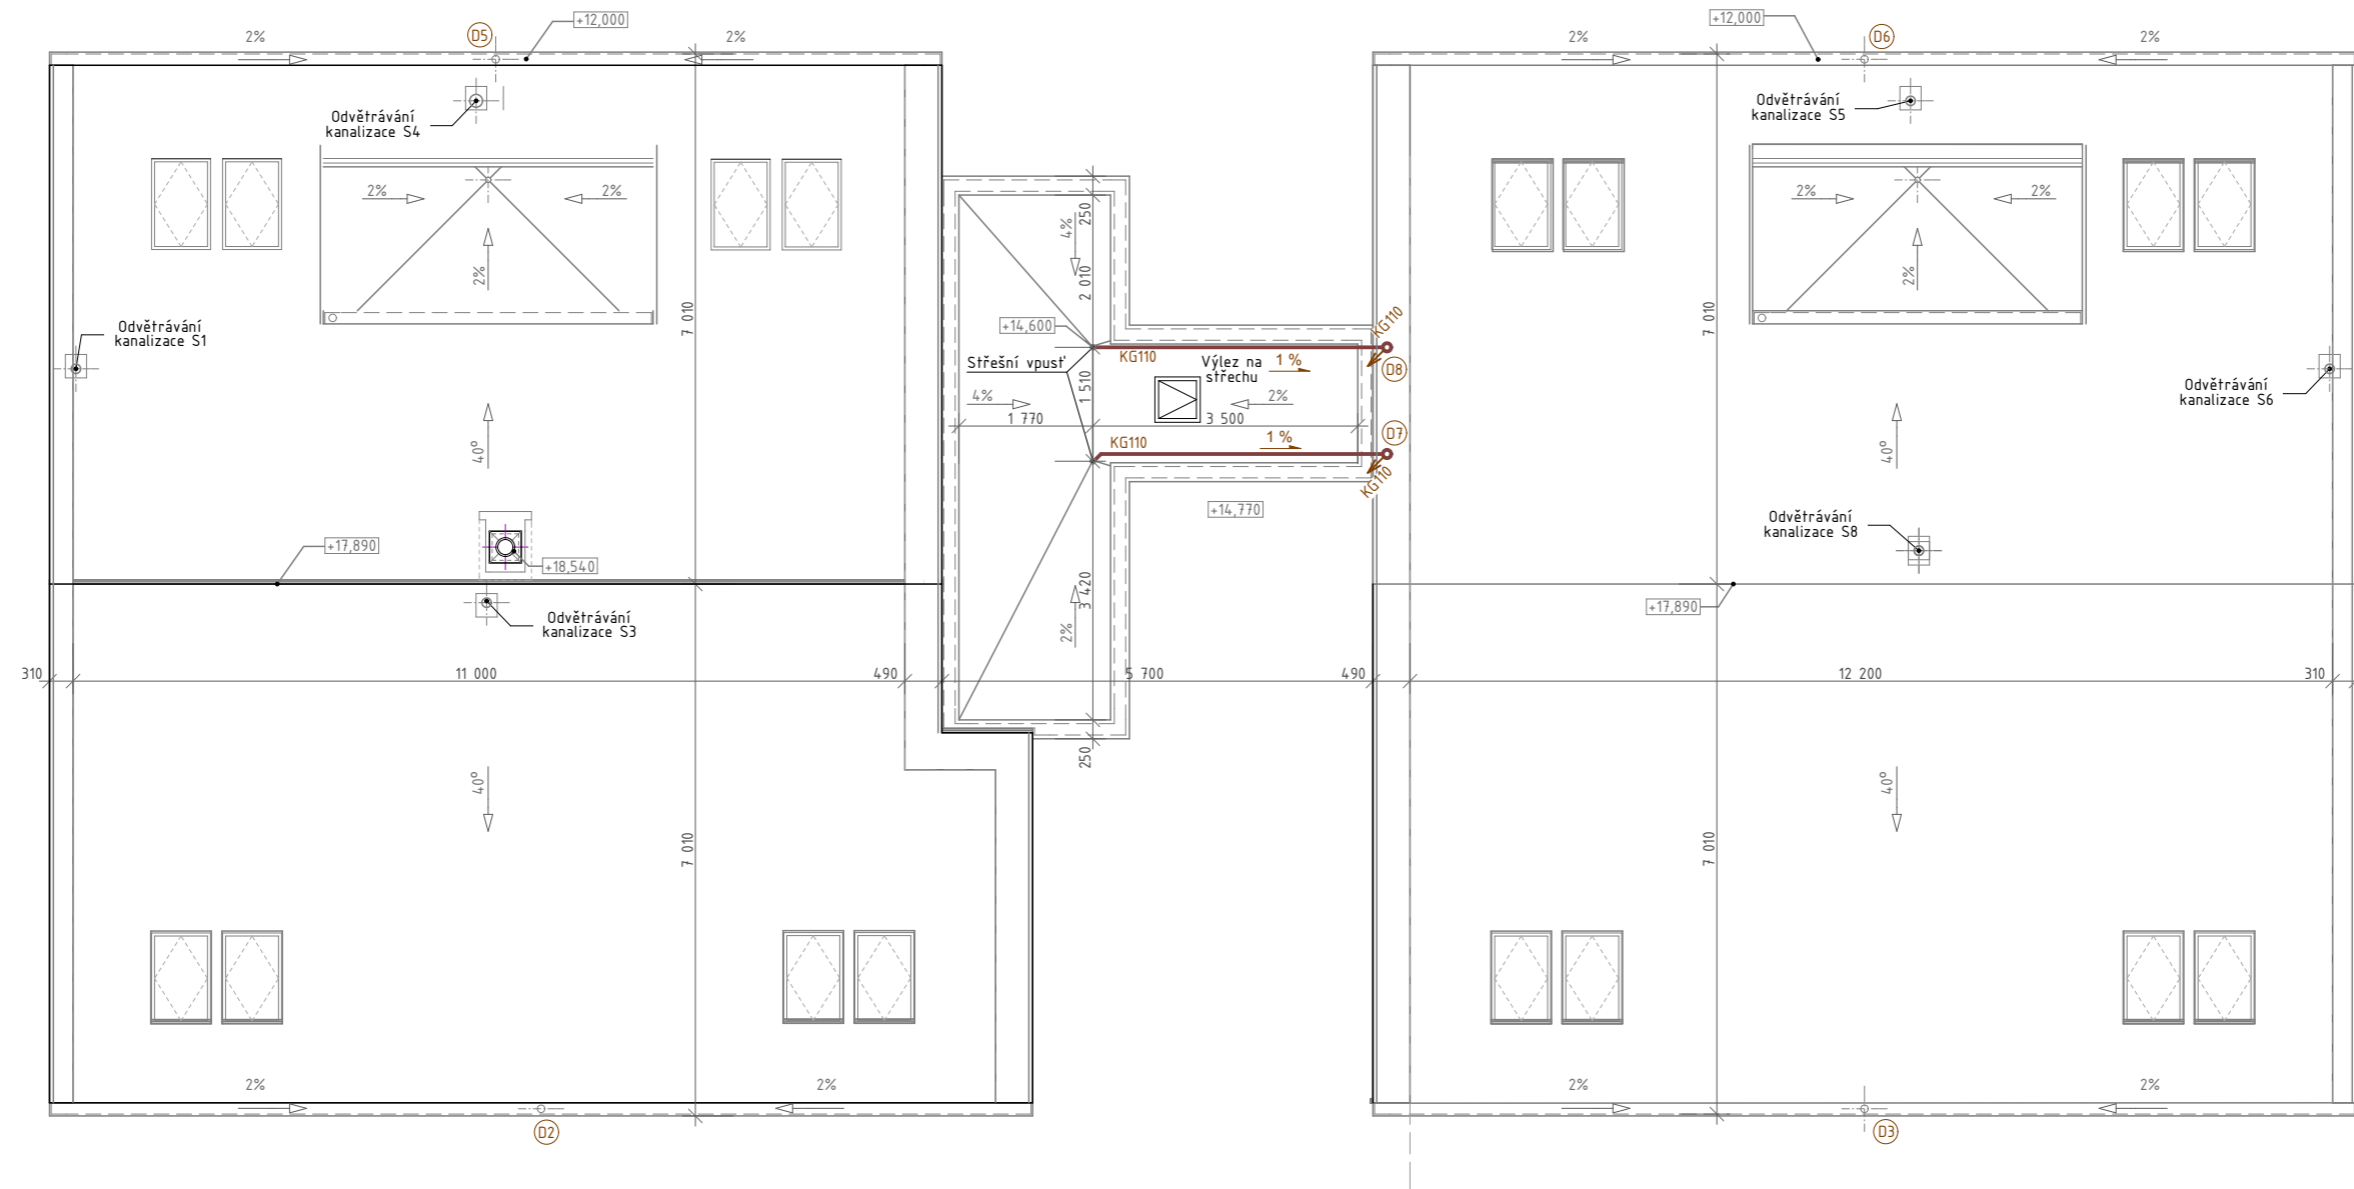 +12,000
+12,000
2%
D5
2%
2%
D6
2%
Odvětrávání
kanalizace S4
Odvětrávání
kanalizace S5
2%
2%
2%
2%
2%
2%
250
4%
2 010
7 010
7 010
Odvětrávání
kanalizace S1
+14,600
KG110
Střešní vpusť
KG110
Výlez na
střechu
1 %
D8
Odvětrávání
kanalizace S6
1 510
4%
2%
1 770
3 500
40°
KG110
1 %
D7
40°
KG110
+14,770
Odvětrávání
kanalizace S8
+17,890
+18,540
3 420
2%
+17,890
Odvětrávání
kanalizace S3
310
11 000
490
5 700
490
12 200
310
250
40°
40°
7 010
7 010
2%
2%
2%
2%
D2
D3